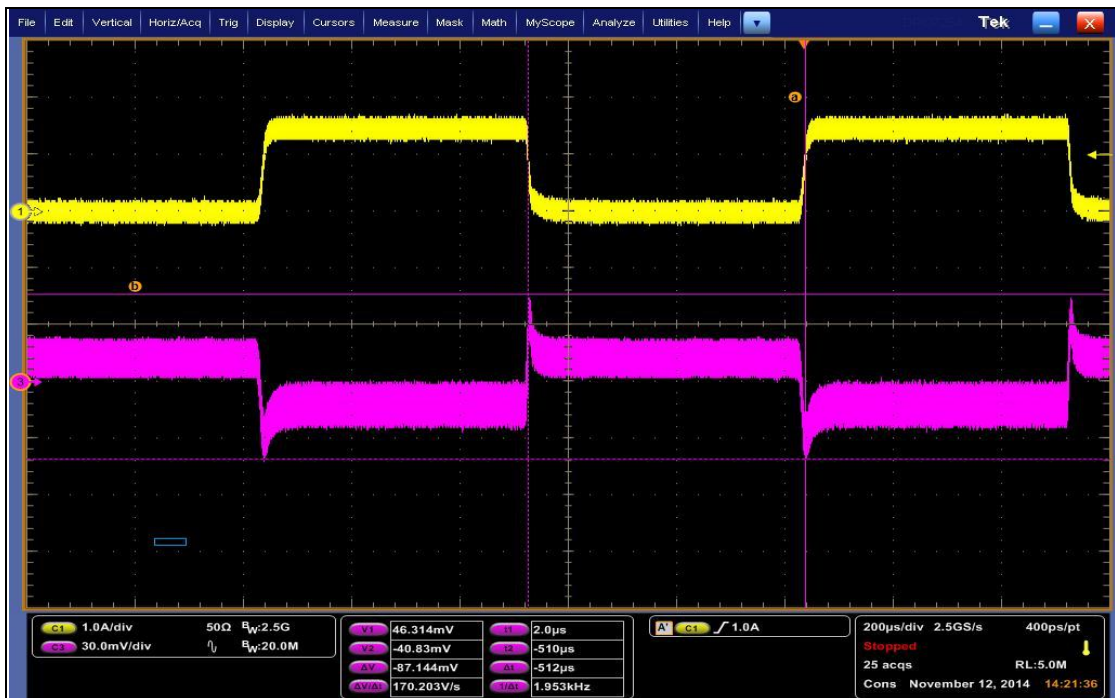 File Edit Vertical Horiz/Acq Trig Display Cursors Measure Mask Math MyScope Analyze Utilities Help Tek X
a
1
b
3
C1 1.0A/div 50Ω BW:2.5G
C3 30.0mV/div BW:20.0M
V1 46.314mV t1 2.0µs
V2 -40.83mV t2 -510µs
ΔV -87.144mV Δt -512µs
ΔV/Δt 170.203V/s 1/Δt 1.953kHz
A' C1 1.0A
200µs/div 2.5GS/s 400ps/pt
Stopped
25 acqs RL:5.0M
Cons November 12, 2014 14:21:36